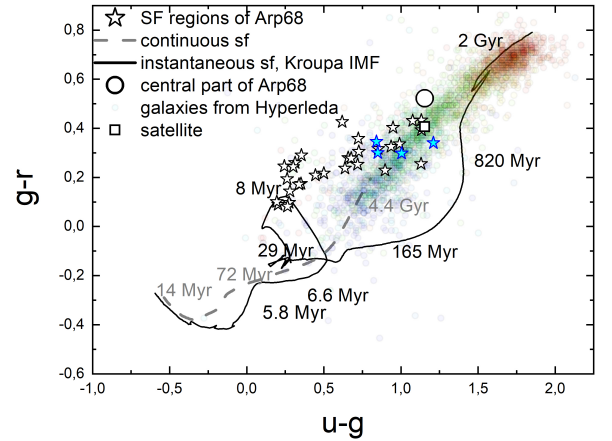 0,8
0,6
0,4
0,2
0,0
-0,2
-0,4
-0,6
g-r
SF regions of Arp68
continuous sf
instantaneous sf, Kroupa IMF
central part of Arp68
galaxies from Hyperleda
satellite
2 Gyr
820 Myr
8 Myr
4.4 Gyr
29 Myr
165 Myr
72 Myr
14 Myr
6.6 Myr
5.8 Myr
-1,0 -0,5 0,0 0,5 1,0 1,5 2,0
u-g